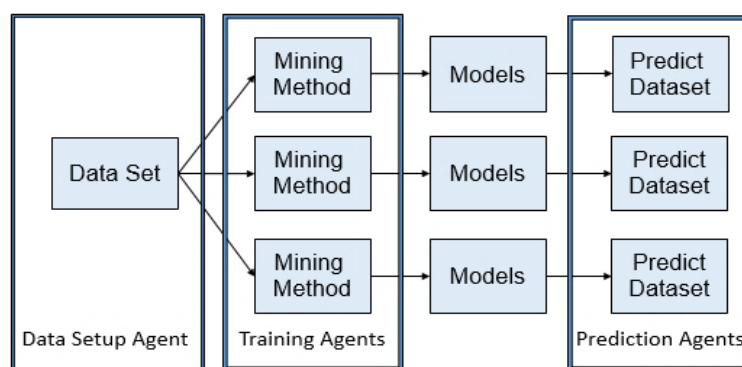 Mining
Method
Models
Predict
Dataset
Data Set
Mining
Method
Models
Predict
Dataset
Mining
Method
Models
Predict
Dataset
Data Setup Agent
Training Agents
Prediction Agents